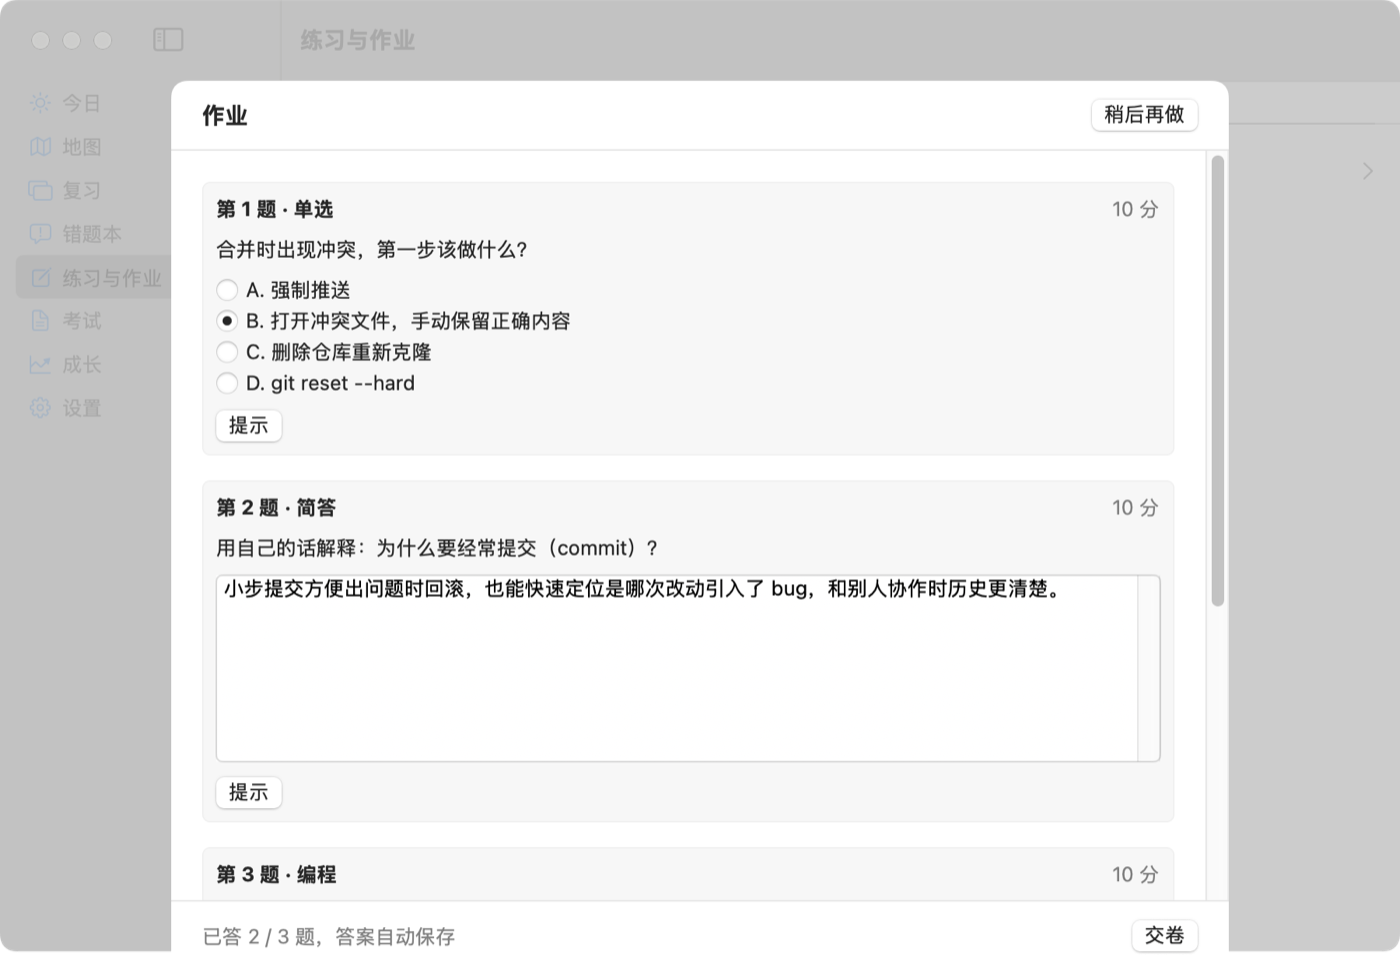 练习与作业
今日
地图
复习
错题本
练习与作业
考试
成长
设置
作业
稍后再做
第 1 题 · 单选
10 分
合并时出现冲突，第一步该做什么？
A. 强制推送
B. 打开冲突文件，手动保留正确内容
C. 删除仓库重新克隆
D. git reset --hard
提示
第 2 题 · 简答
10 分
用自己的话解释：为什么要经常提交（commit）？
小步提交方便出问题时回滚，也能快速定位是哪次改动引入了 bug，和别人协作时历史更清楚。
提示
第 3 题 · 编程
10 分
已答 2 / 3 题，答案自动保存
交卷